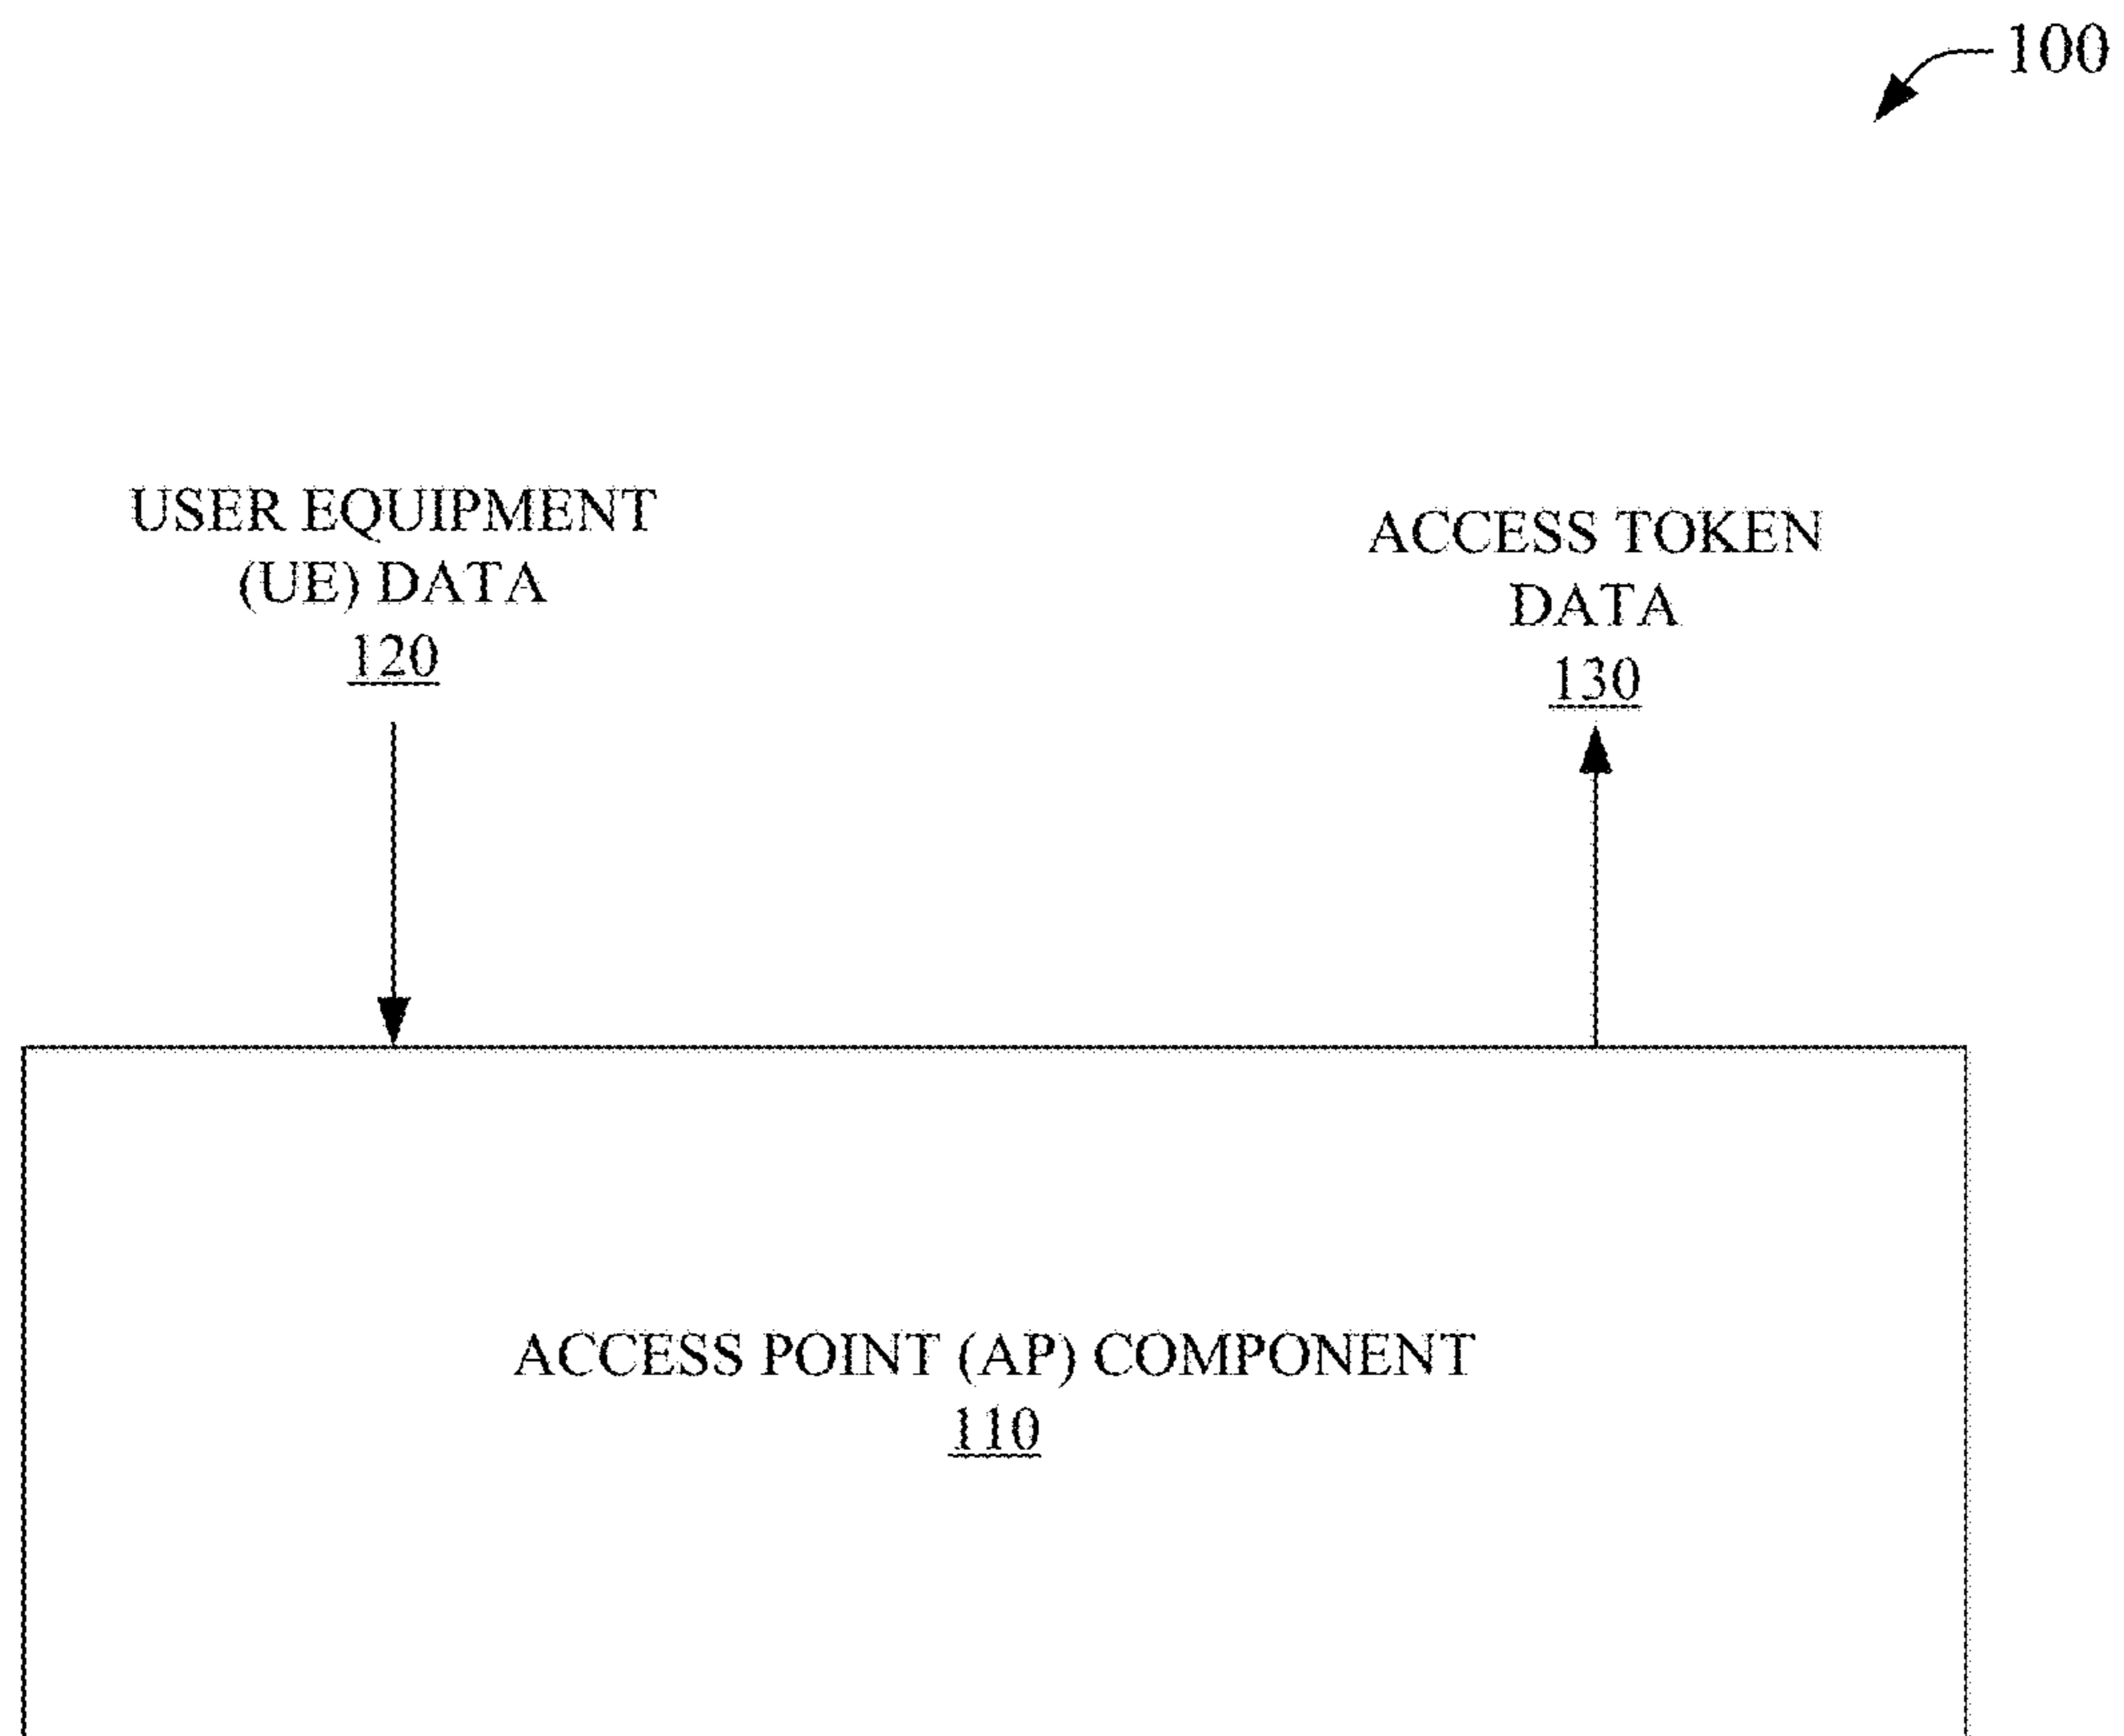 100
USER EQUIPMENT
(UE) DATA
120
ACCESS TOKEN
DATA
130
ACCESS POINT (AP) COMPONENT
110